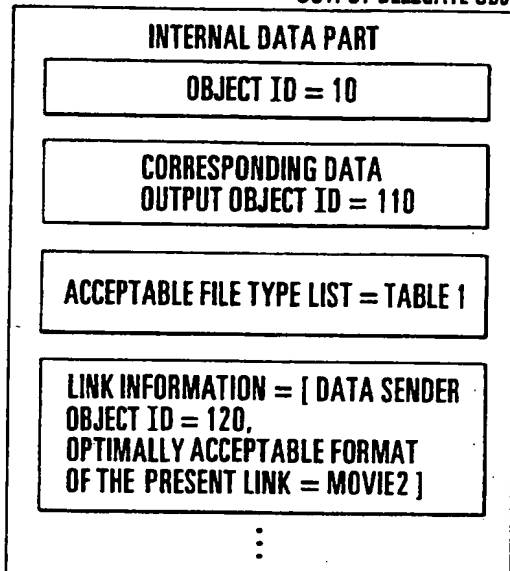 INTERNAL DATA PART
OBJECT ID = 10
CORRESPONDING DATA
OUTPUT OBJECT ID = 110
ACCEPTABLE FILE TYPE LIST = TABLE 1
LINK INFORMATION = [ DATA SENDER
OBJECT ID = 120,
OPTIMALLY ACCEPTABLE FORMAT
OF THE PRESENT LINK = MOVIE2 ]